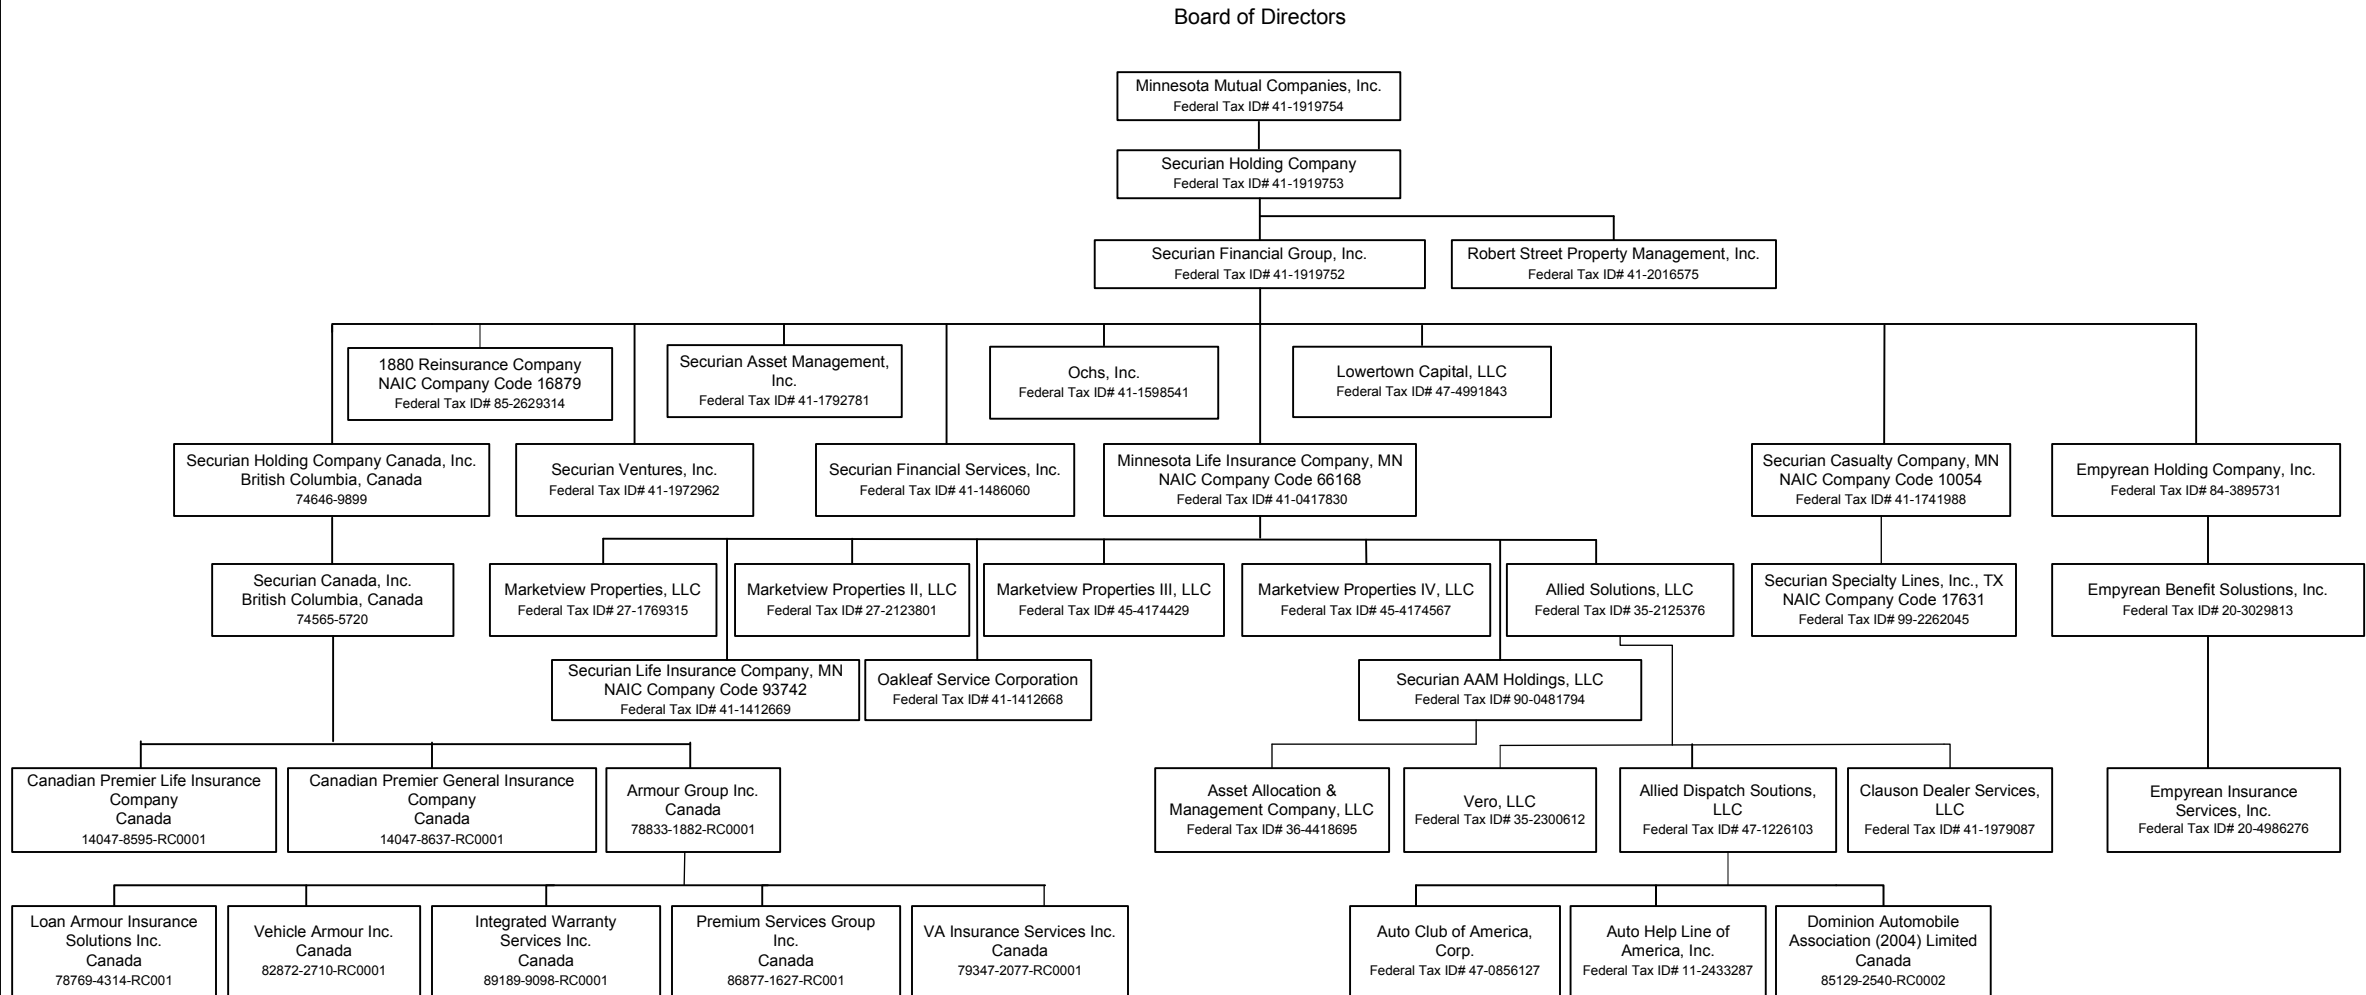 Board of Directors
Minnesota Mutual Companies, Inc.
Federal Tax ID# 41-1919754
Securian Holding Company
Federal Tax ID# 41-1919753
Securian Financial Group, Inc.
Federal Tax ID# 41-1919752
Robert Street Property Management, Inc.
Federal Tax ID# 41-2016575
1880 Reinsurance Company
NAIC Company Code 16879
Federal Tax ID# 85-2629314
Securian Asset Management,
Inc.
Federal Tax ID# 41-1792781
Ochs, Inc.
Federal Tax ID# 41-1598541
Lowertown Capital, LLC
Federal Tax ID# 47-4991843
Securian Holding Company Canada, Inc.
British Columbia, Canada
74646-9899
Securian Ventures, Inc.
Federal Tax ID# 41-1972962
Securian Financial Services, Inc.
Federal Tax ID# 41-1486060
Minnesota Life Insurance Company, MN
NAIC Company Code 66168
Federal Tax ID# 41-0417830
Securian Casualty Company, MN
NAIC Company Code 10054
Federal Tax ID# 41-1741988
Empyrean Holding Company, Inc.
Federal Tax ID# 84-3895731
Securian Canada, Inc.
British Columbia, Canada
74565-5720
Marketview Properties, LLC
Federal Tax ID# 27-1769315
Marketview Properties II, LLC
Federal Tax ID# 27-2123801
Marketview Properties III, LLC
Federal Tax ID# 45-4174429
Marketview Properties IV, LLC
Federal Tax ID# 45-4174567
Allied Solutions, LLC
Federal Tax ID# 35-2125376
Securian Specialty Lines, Inc., TX
NAIC Company Code 17631
Federal Tax ID# 99-2262045
Empyrean Benefit Solustions, Inc.
Federal Tax ID# 20-3029813
Securian Life Insurance Company, MN
NAIC Company Code 93742
Federal Tax ID# 41-1412669
Oakleaf Service Corporation
Federal Tax ID# 41-1412668
Securian AAM Holdings, LLC
Federal Tax ID# 90-0481794
Canadian Premier Life Insurance
Company
Canada
14047-8595-RC0001
Canadian Premier General Insurance
Company
Canada
14047-8637-RC0001
Armour Group Inc.
Canada
78833-1882-RC0001
Asset Allocation &
Management Company, LLC
Federal Tax ID# 36-4418695
Vero, LLC
Federal Tax ID# 35-2300612
Allied Dispatch Soutions,
LLC
Federal Tax ID# 47-1226103
Clauson Dealer Services,
LLC
Federal Tax ID# 41-1979087
Empyrean Insurance
Services, Inc.
Federal Tax ID# 20-4986276
Loan Armour Insurance
Solutions Inc.
Canada
78769-4314-RC001
Vehicle Armour Inc.
Canada
82872-2710-RC0001
Integrated Warranty
Services Inc.
Canada
89189-9098-RC0001
Premium Services Group
Inc.
Canada
86877-1627-RC001
VA Insurance Services Inc.
Canada
79347-2077-RC0001
Auto Club of America,
Corp.
Federal Tax ID# 47-0856127
Auto Help Line of
America, Inc.
Federal Tax ID# 11-2433287
Dominion Automobile
Association (2004) Limited
Canada
85129-2540-RC0002